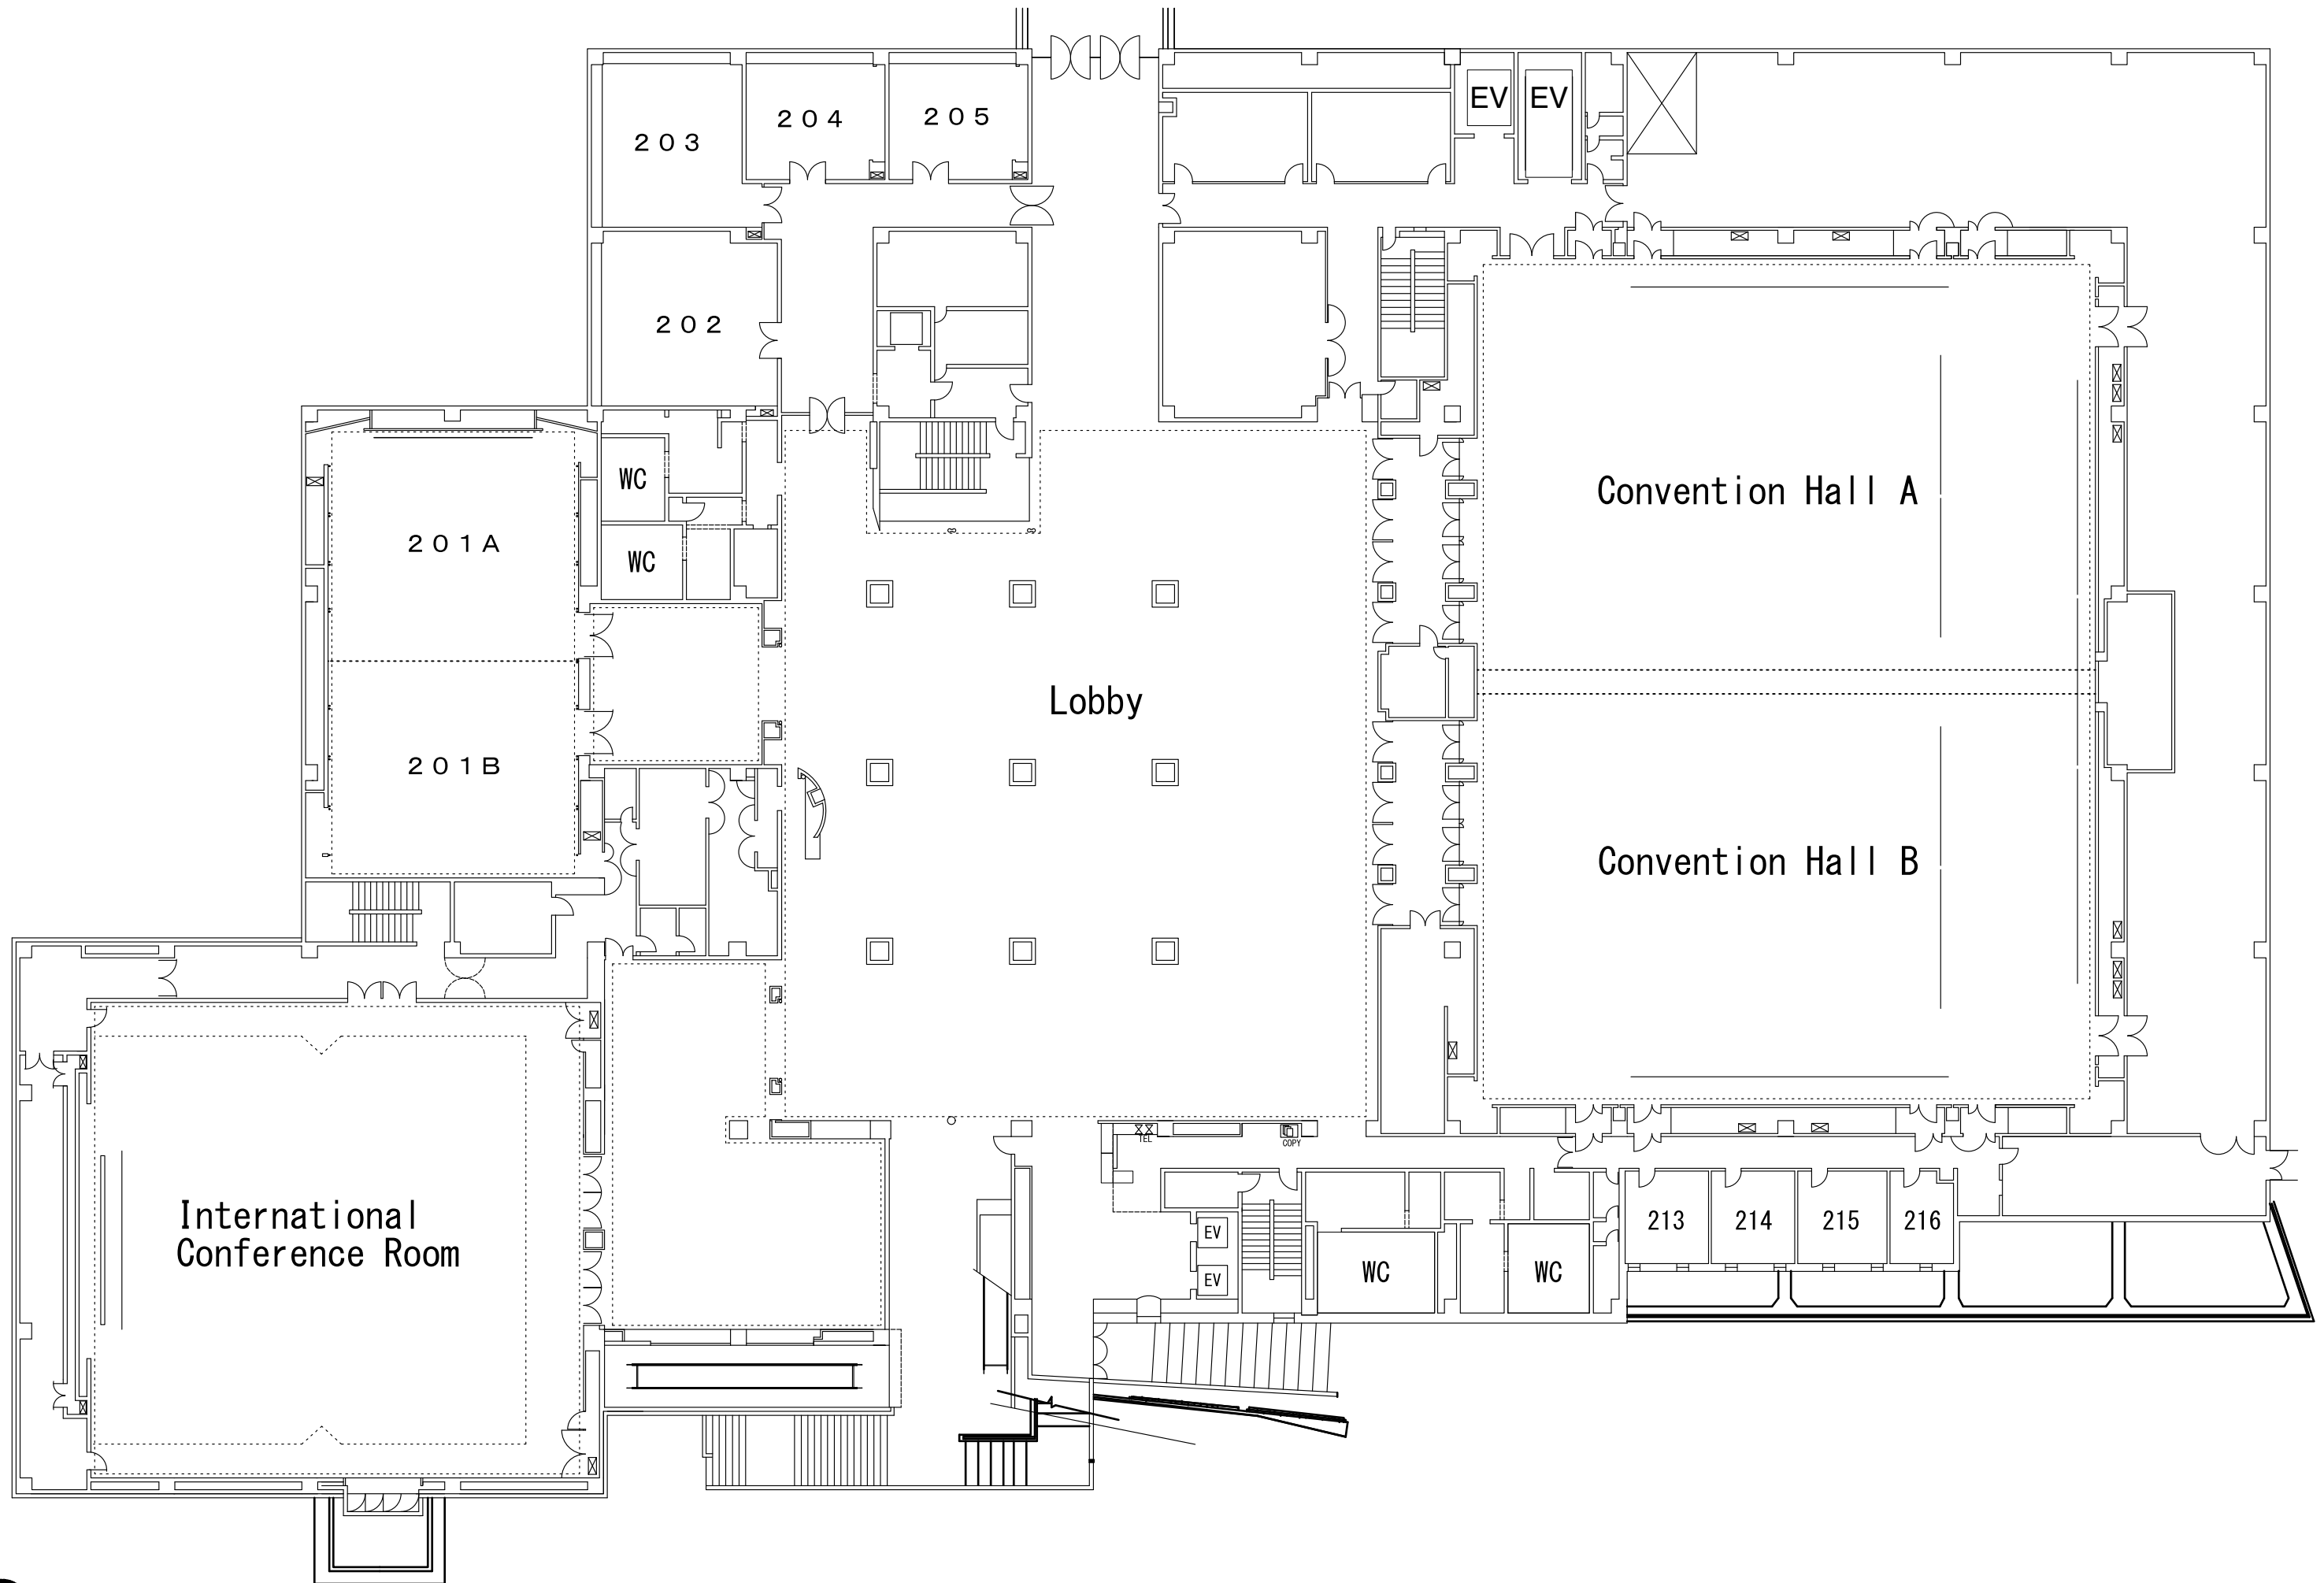 EV
EV
２０４
２０５
２０３
２０２
WC
Convention Hall A
２０１Ａ
WC
Lobby
２０１Ｂ
Convention Hall B
TEL
COPY
International
Conference Room
EV
213
214
215
216
EV
WC
WC